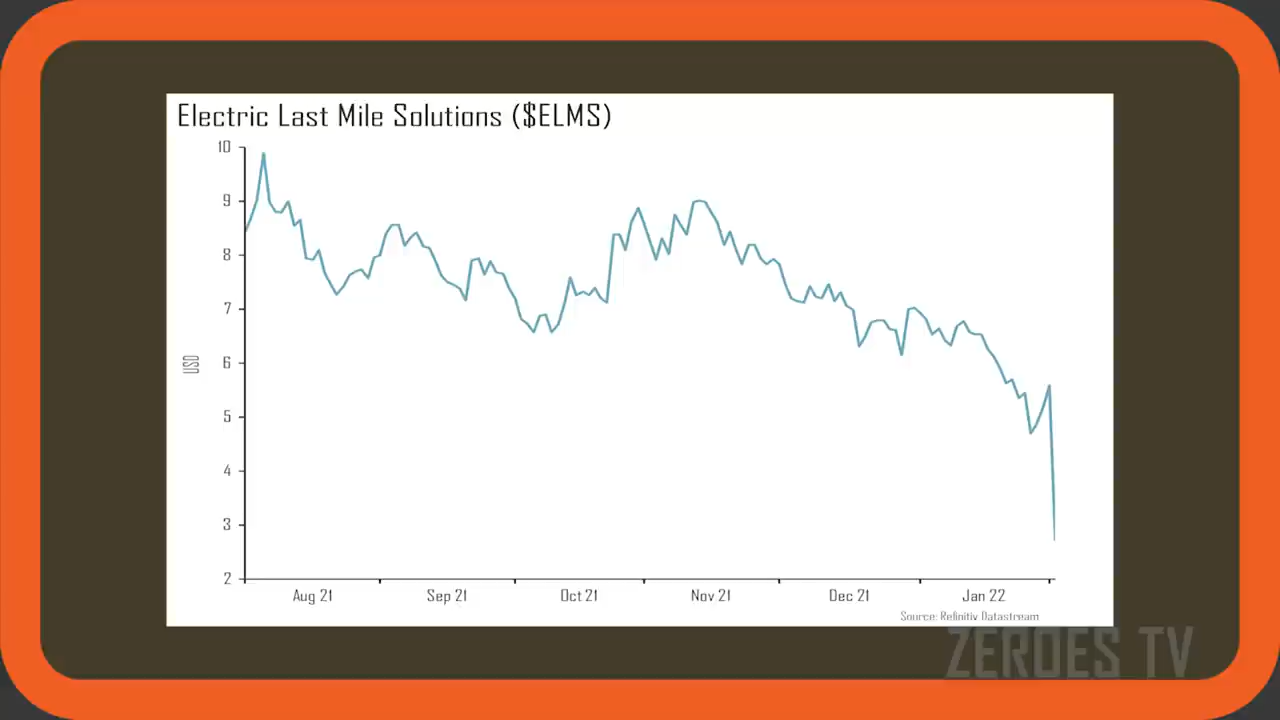 Electric Last Mile Solutions ($ELMS)
10
9
8
7
6
5
4
3
2
USD
Aug 21
Sep 21
Oct 21
Nov 21
Dec 21
Jan 22
Source: Refinitiv Datastream
ZEROES TV